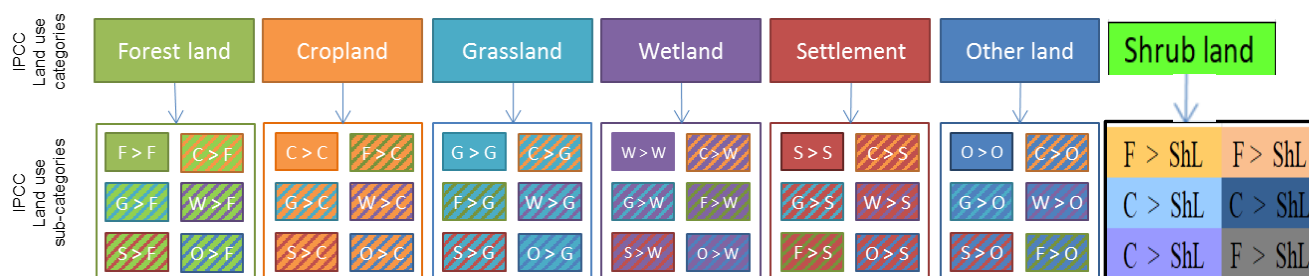 IPCC
Land use
categories
Forest land Cropland Grassland Wetland Settlement Other land Shrub land
IPCC
Land use
sub-categories
F > F C > F C > C F > C G > G C > G W > W C > W S > S C > S O > O C > O F > ShL F > ShL
G > F W > F G > C W > C F > G W > G G > W F > W G > S W > S G > O W > O C > ShL C > ShL
S > F O > F S > C O > C S > G O > G S > W O > W F > S O > S S > O F > O C > ShL F > ShL